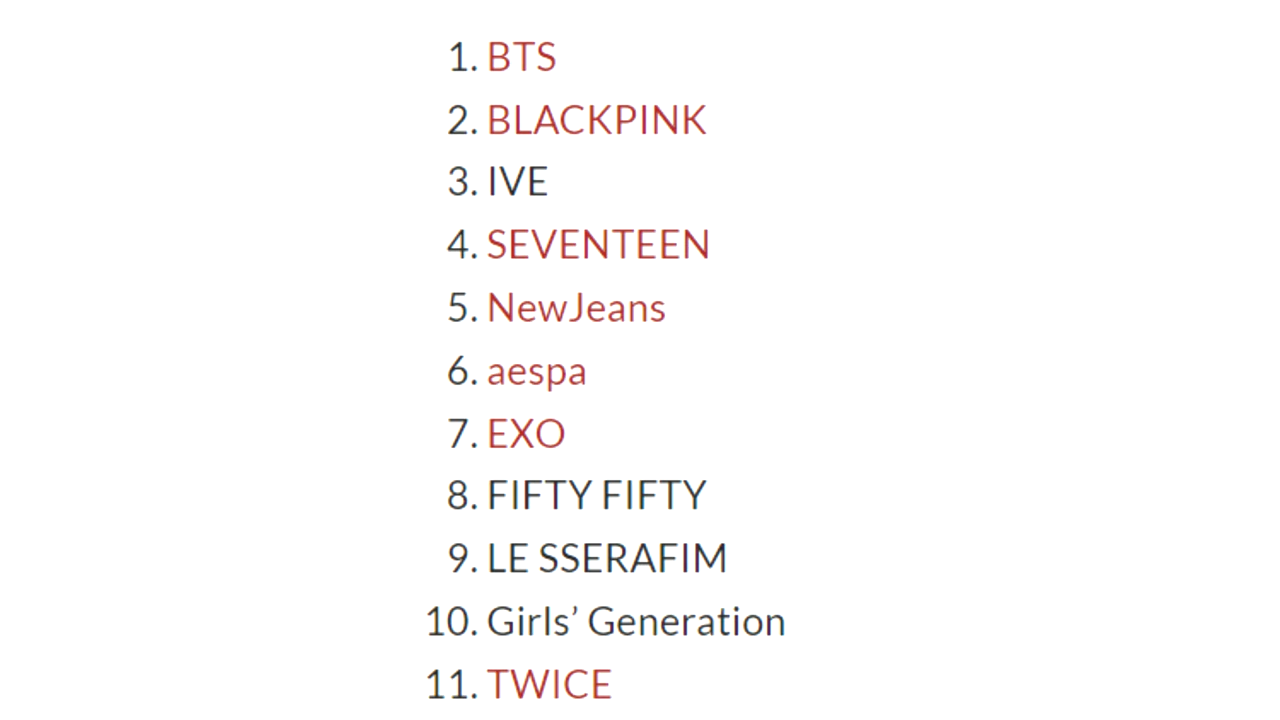 1. BTS
2. BLACKPINK
3. IVE
4. SEVENTEEN
5. NewJeans
6. aespa
7. EXO
8. FIFTY FIFTY
9. LE SSERAFIM
10. Girls’ Generation
11. TWICE